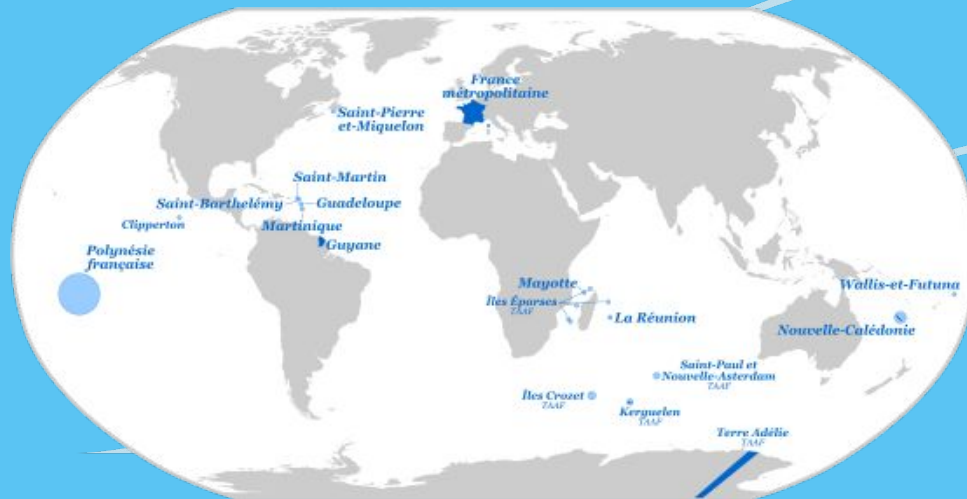 France
métropolitaine
Saint-Pierre
et-Miquelon
Saint-Martin
Saint-Barthelémy
Guadeloupe
Clipperton
Martinique
Guyane
Polynésie
française
Mayotte
Îles Éparses
TAAF
La Réunion
Wallis-et-Futuna
Nouvelle-Calédonie
Saint-Paul et
Nouvelle-Asterdam
TAAF
Îles Crozet
TAAF
Kerguelen
TAAF
Terre Adélie
TAAF